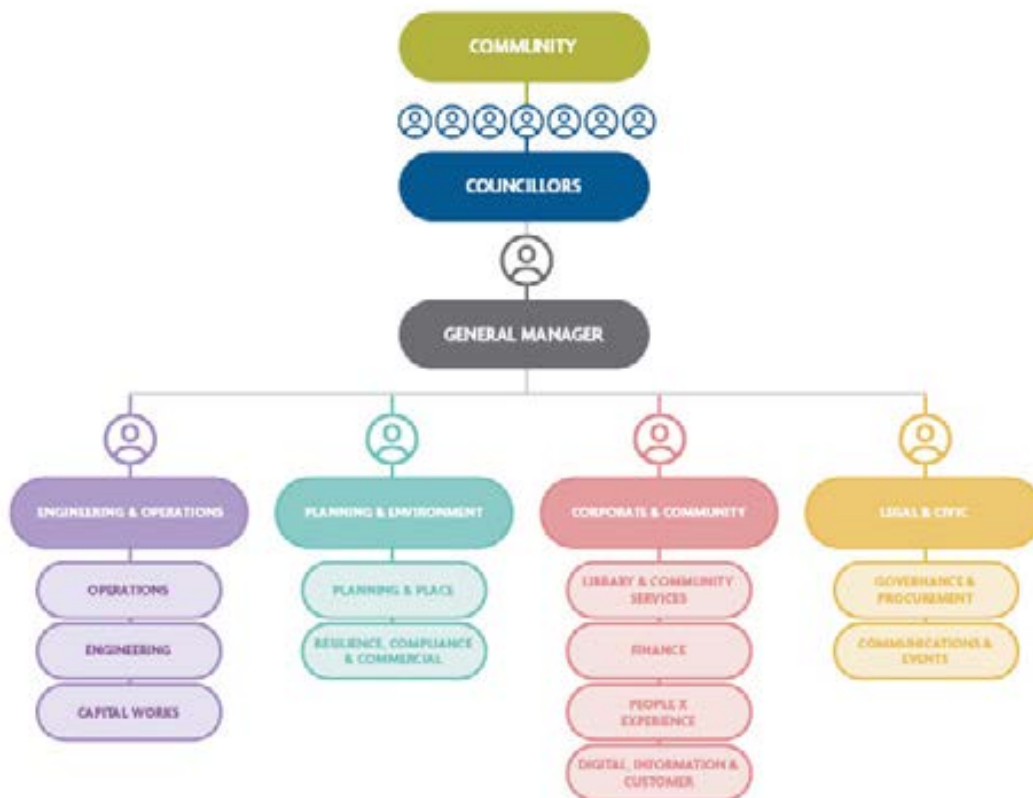 COMMUNITY
COUNCILLORS
GENERAL MANAGER
ENGINEERING & OPERATIONS
OPERATIONS
ENGINEERING
CAPITAL WORKS
PLANNING & ENVIRONMENT
PLANNING & PLACE
RESILIENCE, COMPLIANCE
& COMMERCIAL
CORPORATE & COMMUNITY
LIBRARY & COMMUNITY
SERVICES
FINANCE
PEOPLE X
EXPERIENCE
DIGITAL, INFORMATION &
CUSTOMER
LEGAL & CIVIC
GOVERNANCE &
PROCUREMENT
COMMUNICATIONS &
EVENTS